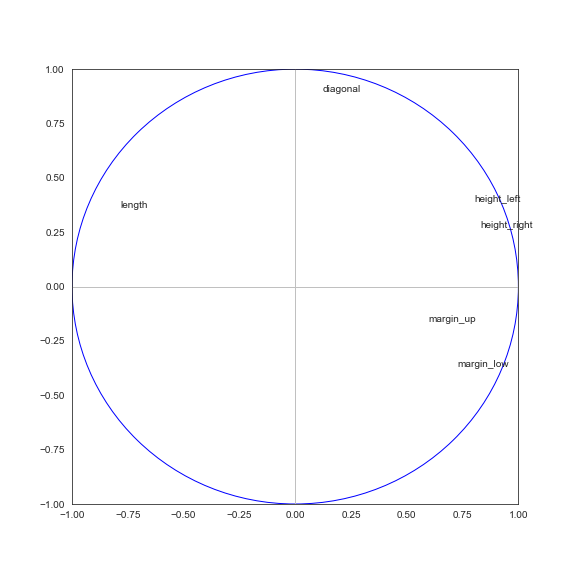 1.00
diagonal
0.75
0.50
height_left
length
0.25
height_right
0.00
margin_up
−0.25
margin_low
−0.50
−0.75
−1.00
−1.00 −0.75 −0.50 −0.25 0.00 0.25 0.50 0.75 1.00